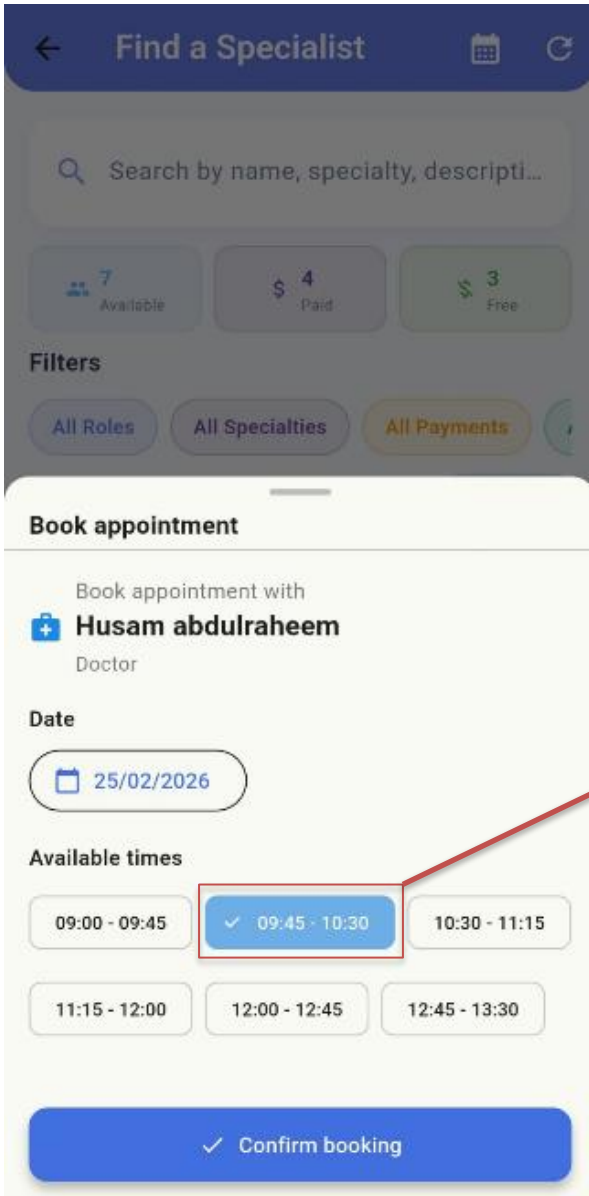 Find a Specialist
Search by name, specialty, descripti...
7
Available
$ 4
Paid
$ 3
Free
Filters
All Roles
All Specialties
All Payments
Book appointment
Book appointment with
Husam abdulraheem
Doctor
Date
25/02/2026
Available times
09:00 - 09:45
09:45 - 10:30
10:30 - 11:15
11:15 - 12:00
12:00 - 12:45
12:45 - 13:30
Confirm booking